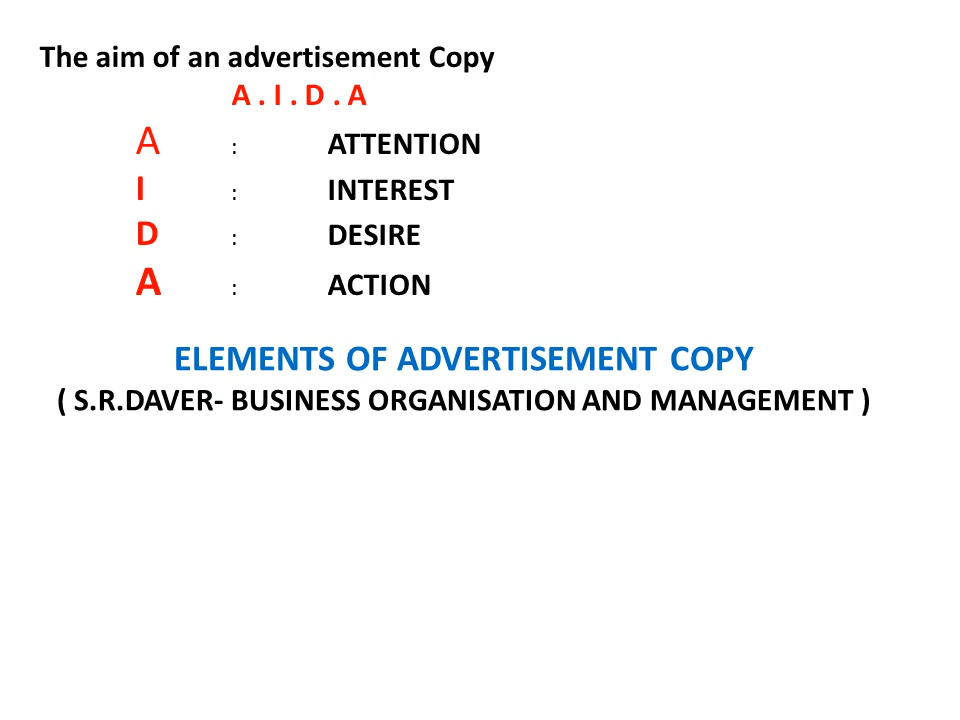 The aim of an advertisement Copy
A . I . D . A
A : ATTENTION
I : INTEREST
D : DESIRE
A : ACTION
ELEMENTS OF ADVERTISEMENT COPY
( S.R.DAVER- BUSINESS ORGANISATION AND MANAGEMENT )